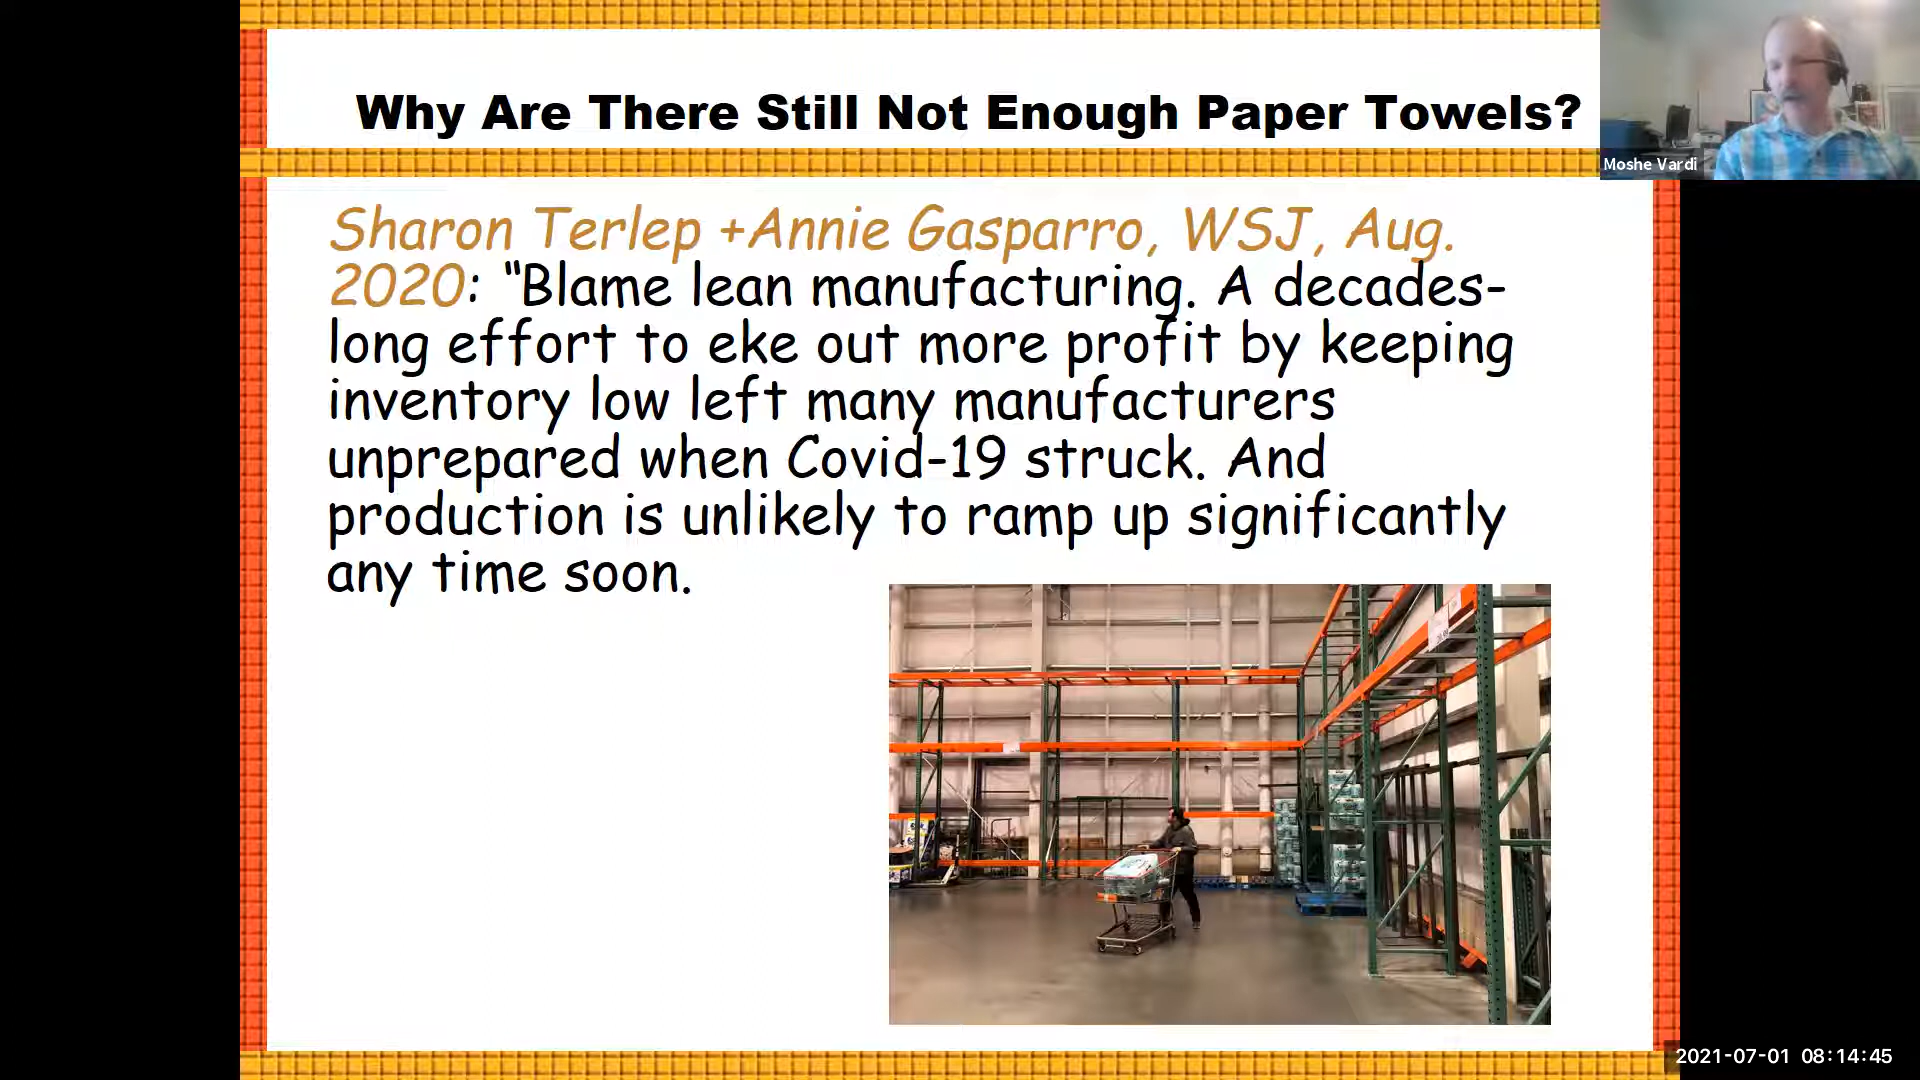 Why Are There Still Not Enough Paper Towels?
Moshe Vardi
Sharon Terlep +Annie Gasparro, WSJ, Aug.
2020: “Blame lean manufacturing. A decades-
long effort to eke out more profit by keeping
inventory low left many manufacturers
unprepared when Covid-19 struck. And
production is unlikely to ramp up significantly
any time soon.
2021-07-01 08:14:45